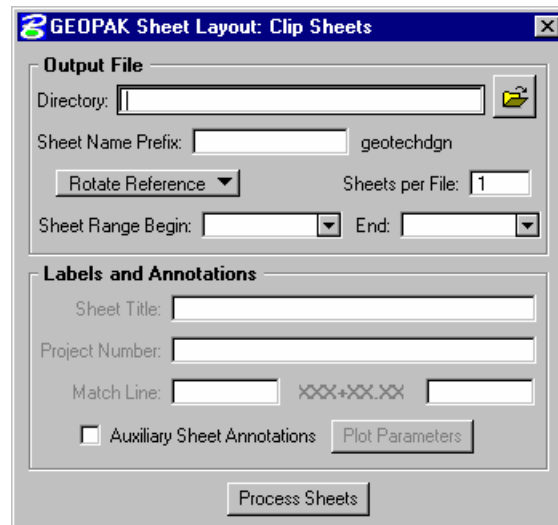 GEOPAK Sheet Layout: Clip Sheets
Output File
Directory:
Sheet Name Prefix: geotechdgn
Rotate Reference Sheets per File: 1
Sheet Range Begin: End:
Labels and Annotations
Sheet Title:
Project Number:
Match Line: XXX+XX.XX
Auxiliary Sheet Annotations Plot Parameters
Process Sheets